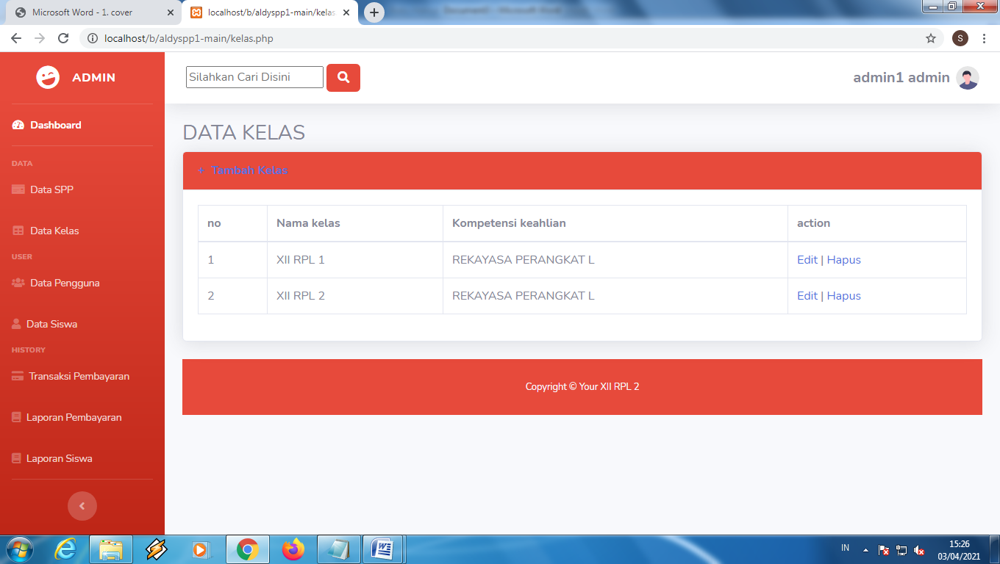 Microsoft Word - 1. cover
localhost/b/aldyspp1-main/kelas
localhost/b/aldyspp1-main/kelas.php
S
ADMIN
Silahkan Cari Disini
admin1 admin
Dashboard
DATA
Data SPP
Data Kelas
USER
Data Pengguna
Data Siswa
HISTORY
Transaksi Pembayaran
Laporan Pembayaran
Laporan Siswa
DATA KELAS
+ Tambah Kelas
no Nama kelas Kompetensi keahlian action
1 XII RPL 1 REKAYASA PERANGKAT L Edit | Hapus
2 XII RPL 2 REKAYASA PERANGKAT L Edit | Hapus
Copyright © Your XII RPL 2
IN
15:26
03/04/2021